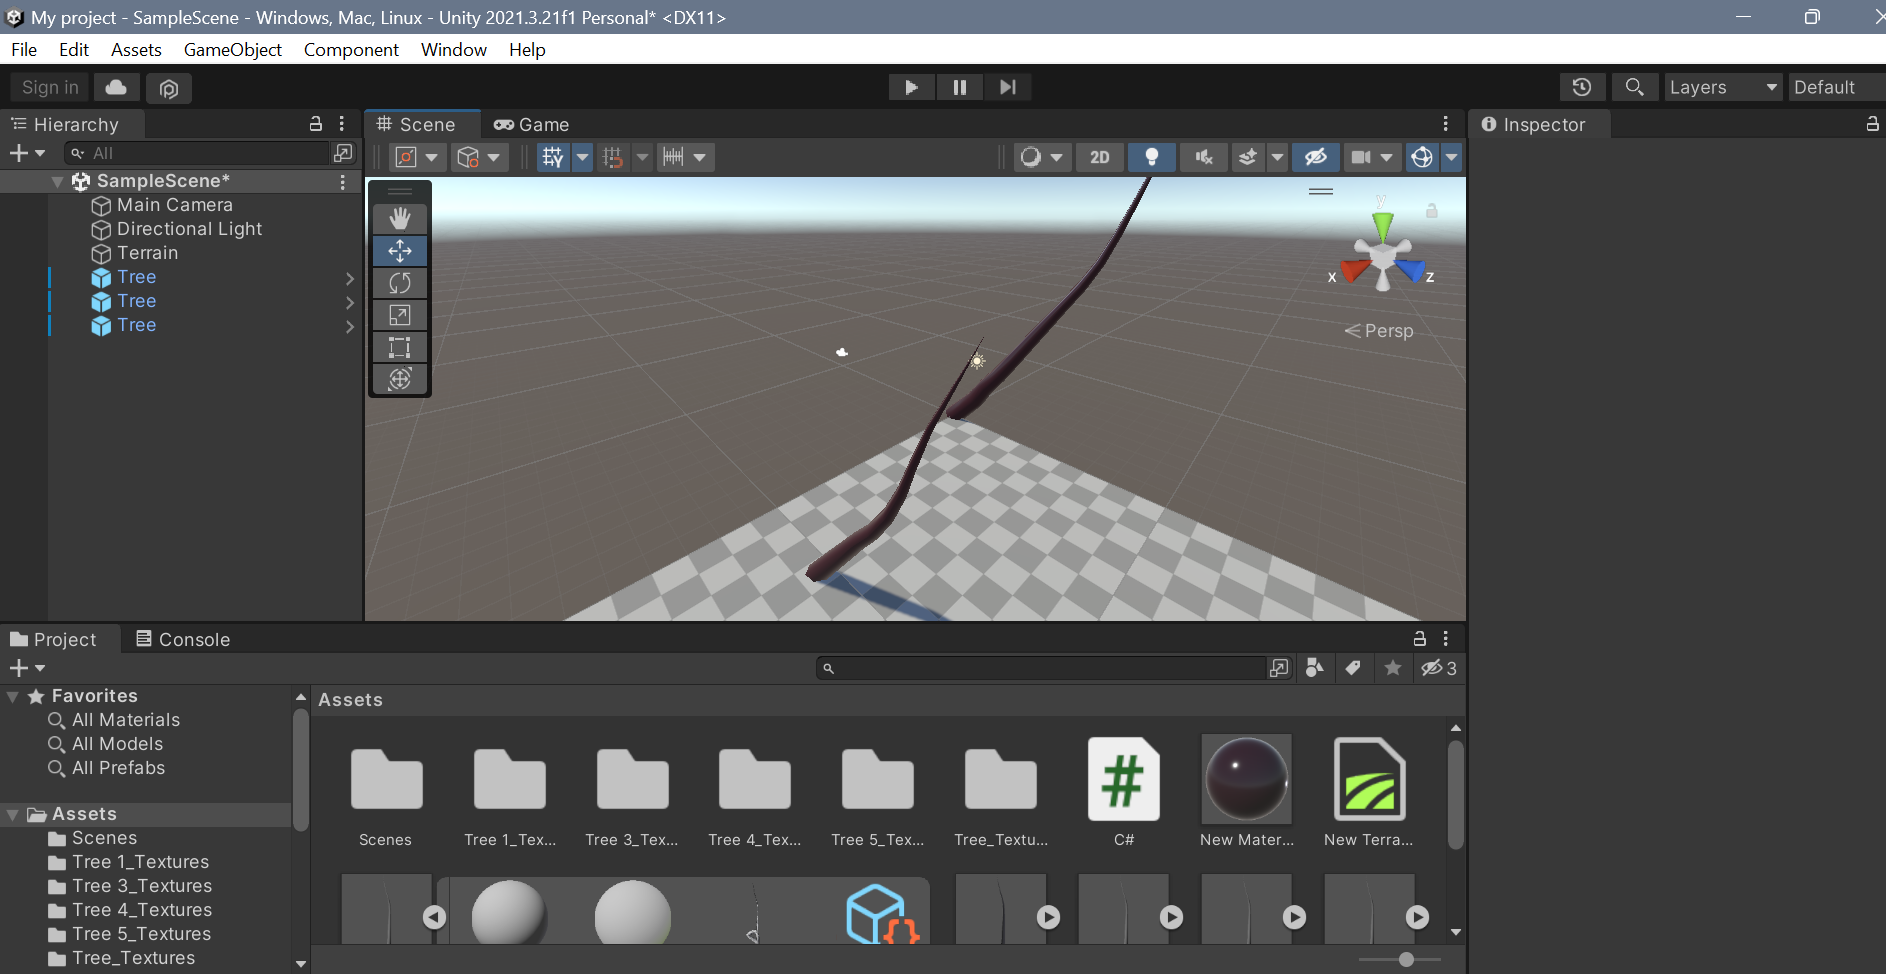 My project - SampleScene - Windows, Mac, Linux - Unity 2021.3.21f1 Personal* <DX11>
File Edit Assets GameObject Component Window Help
Sign in Layers Default
Hierarchy Scene Game Inspector
All 2D
SampleScene*
Main Camera
Directional Light
Terrain
Tree
Tree
Tree
y
x z
Persp
Project Console
3
Favorites
All Materials
All Models
All Prefabs
Assets
Scenes
Tree 1_Textures
Tree 3_Textures
Tree 4_Textures
Tree 5_Textures
Tree_Textures
Assets
#
Scenes Tree 1_Tex... Tree 3_Tex... Tree 4_Tex... Tree 5_Tex... Tree_Textu... C# New Mater... New Terra...
{}